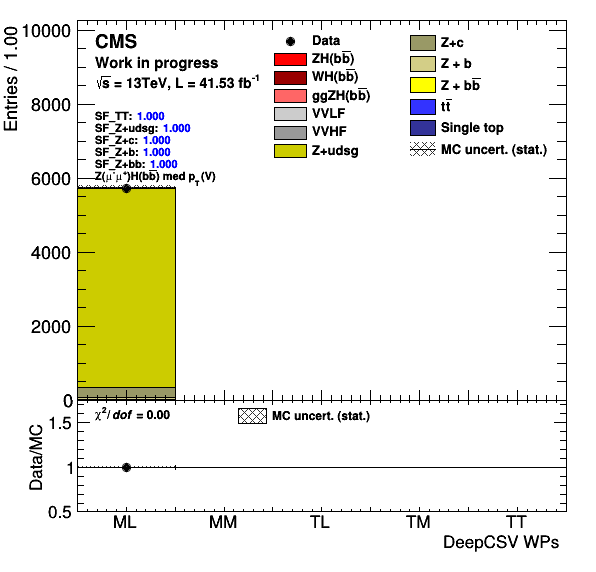 CMS
Work in progress
√s = 13TeV, L = 41.53 fb⁻¹
SF_TT: 1.000
SF_Z+udsg: 1.000
SF_Z+c: 1.000
SF_Z+b: 1.000
SF_Z+bb: 1.000
Z(μ⁻μ⁺)H(bb̅) med p_T(V)
Data
ZH(bb̅)
WH(bb̅)
ggZH(bb̅)
VVLF
VVHF
Z+udsg
Z+c
Z + b
Z + bb̅
tt̅
Single top
MC uncert. (stat.)
Entries / 1.00
10000
8000
6000
4000
2000
0
χ²/dof = 0.00
MC uncert. (stat.)
Data/MC
1.5
1
0.5
ML MM TL TM TT
DeepCSV WPs